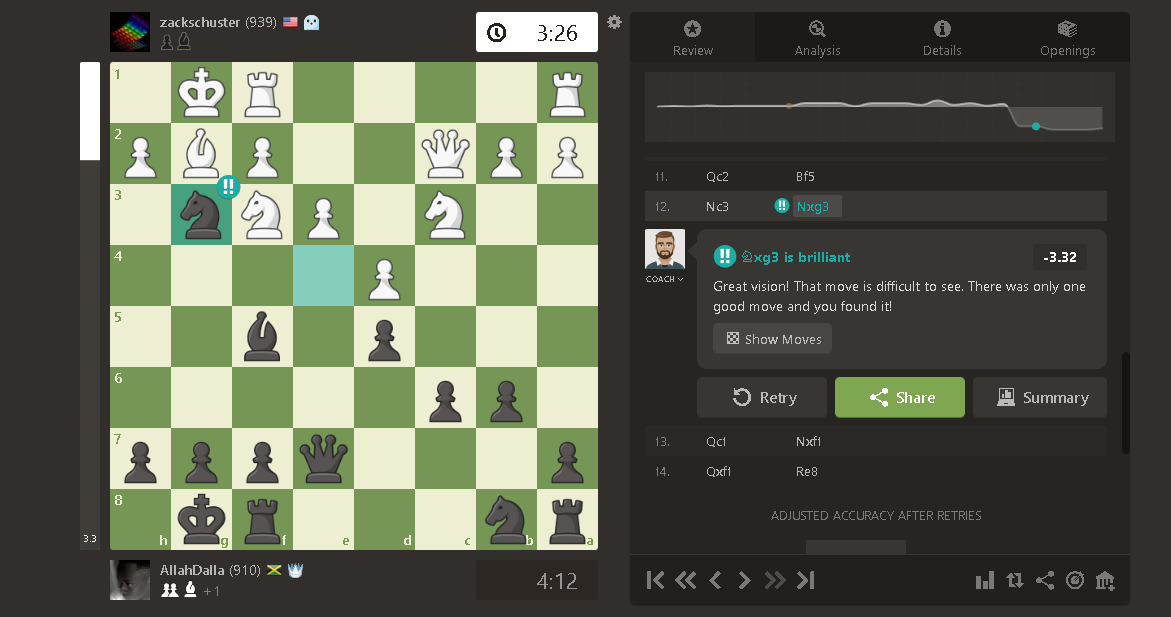 zackschuster (939)
3:26
Review
Analysis
Details
Openings
1
2
3
4
5
6
7
8
h
g
f
e
d
c
b
a
!!
3.3
AllahDalla (910)
+1
4:12
11. Qc2 Bf5
12. Nc3 !! Nxg3
COACH
!! xg3 is brilliant
-3.32
Great vision! That move is difficult to see. There was only one
good move and you found it!
Show Moves
Retry
Share
Summary
13. Qc1 Nxf1
14. Qxf1 Re8
ADJUSTED ACCURACY AFTER RETRIES